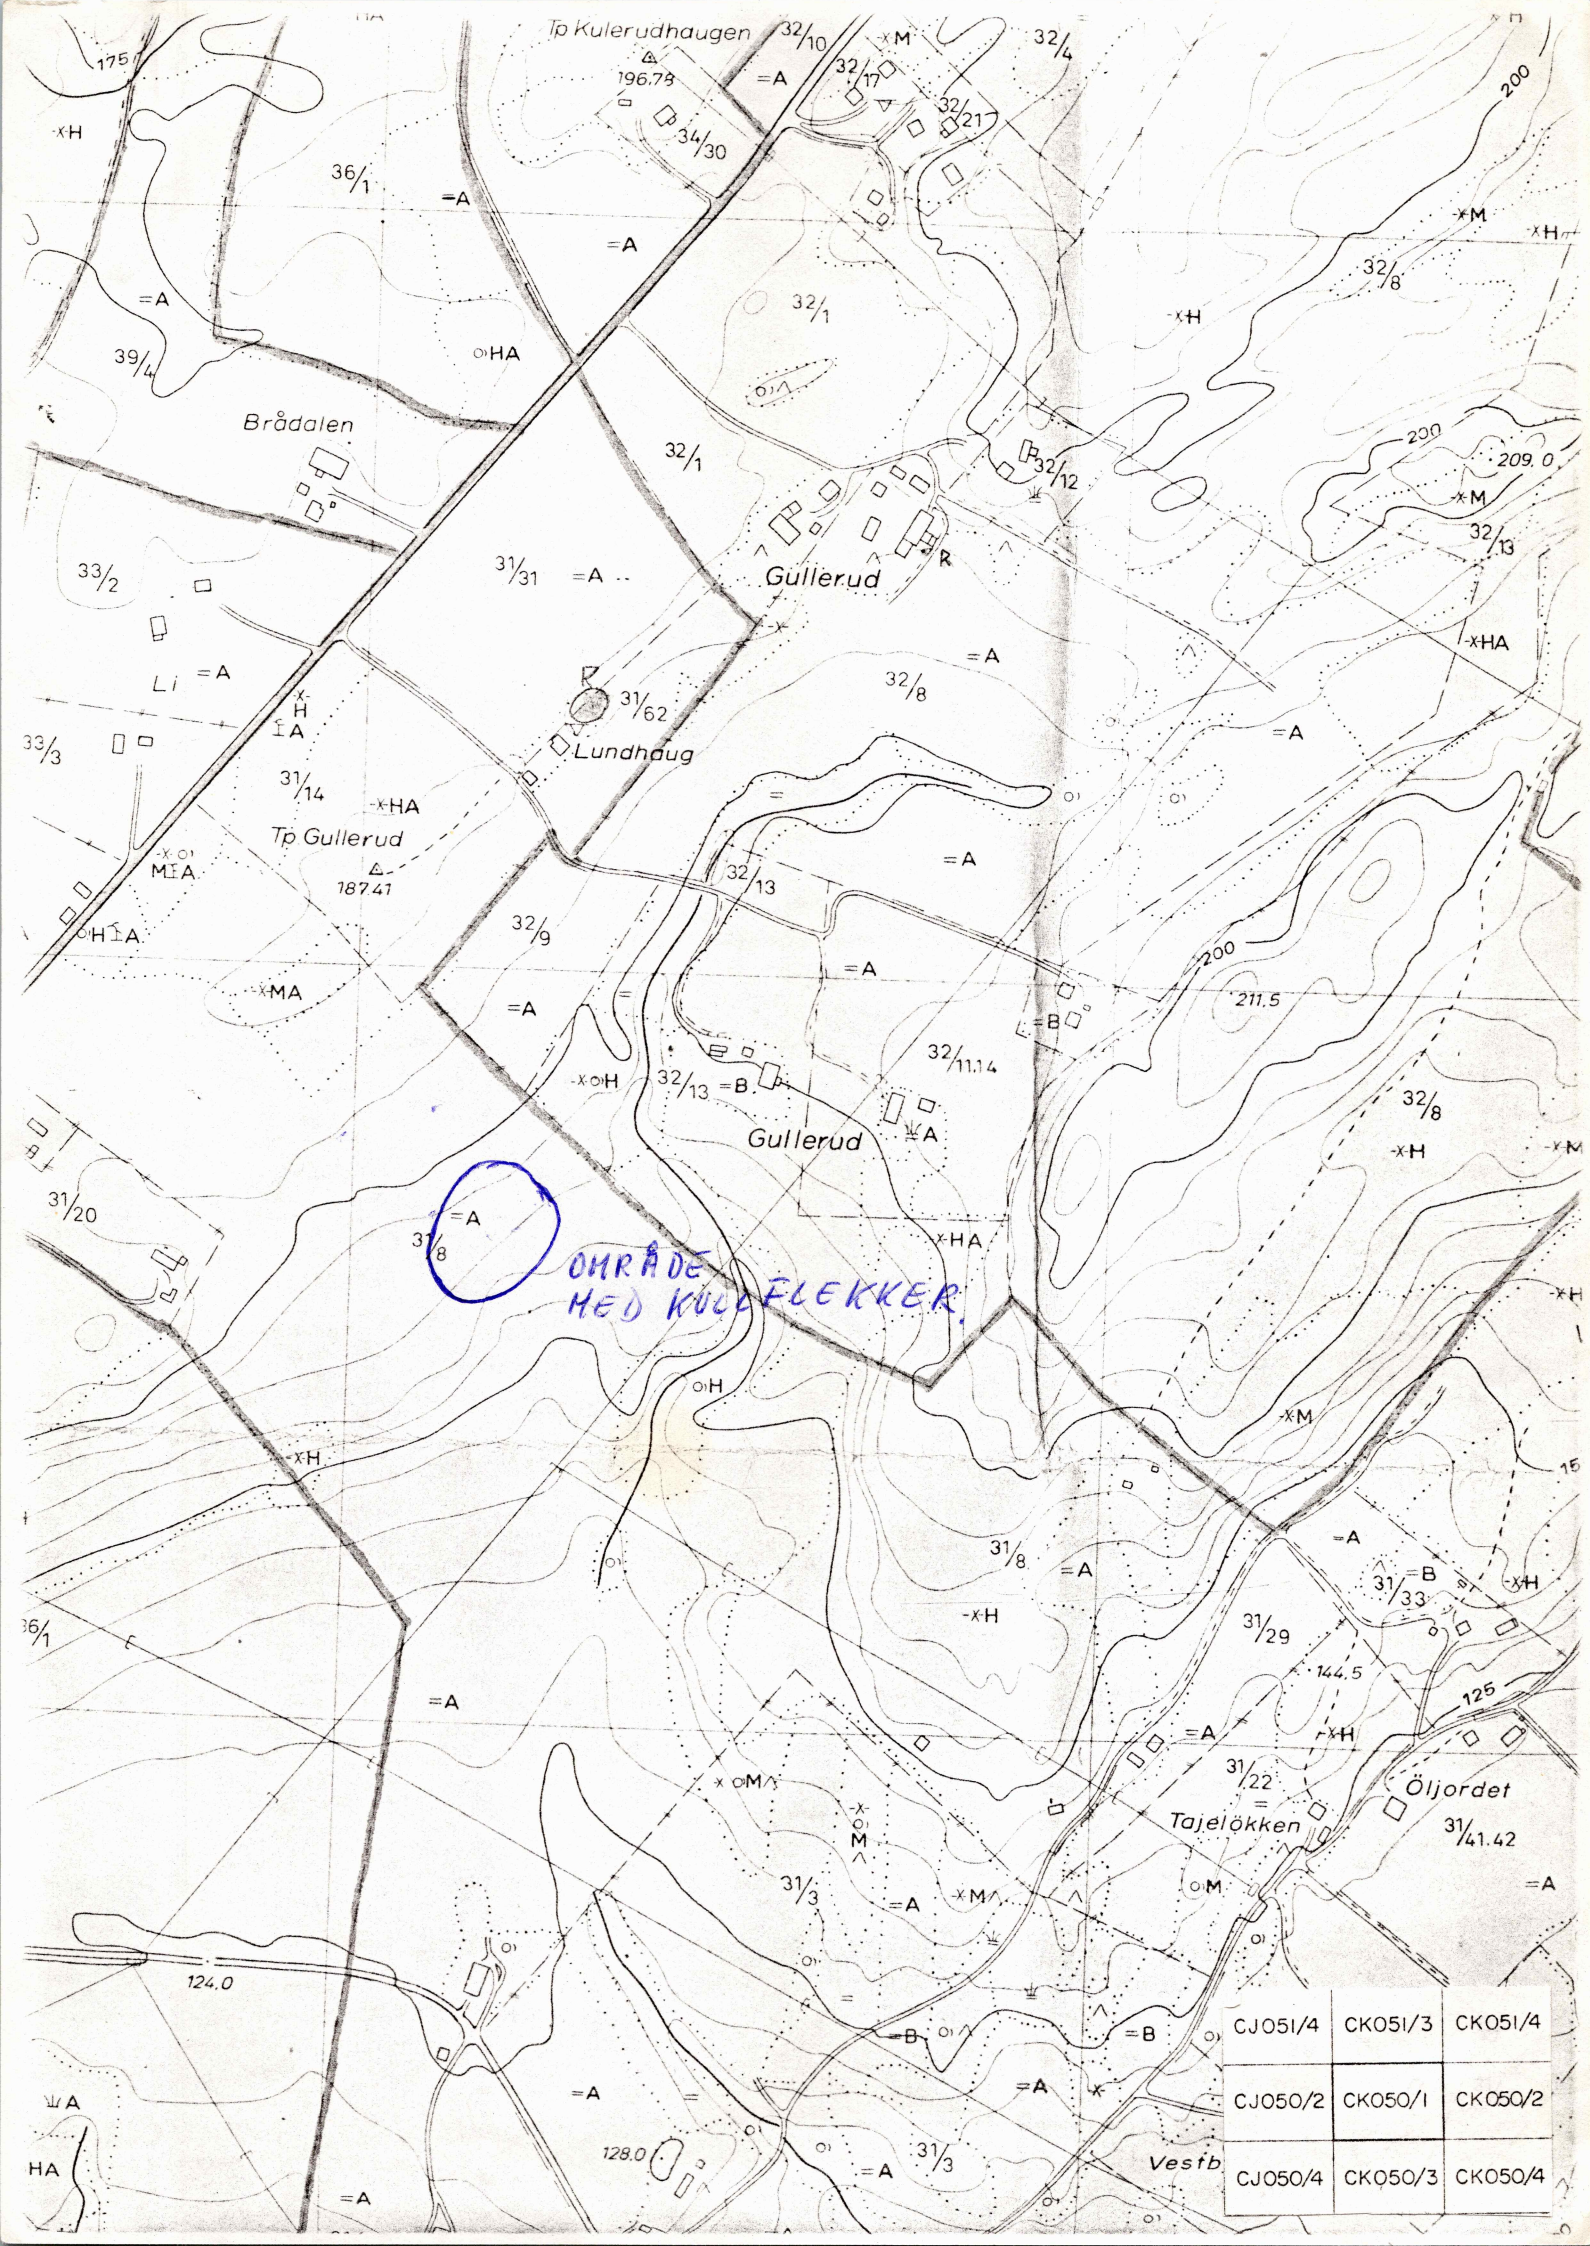 HA
Tp Kulerudhaugen
196.78
32/10
=A
-x-M
32/17
32/4
x H
175
-x-H
34/30
32/21
200
36/1
=A
=A
-x-M
-x-H
32/8
=A
32/1
-x-H
39/4
HA
Brådalen
32/1
200
209.0
32/12
-x-M
32/13
33/2
31/31 =A
R
Gullerud
-x-
=A
-x-HA
Li =A
R
31/62
32/8
H
IA
33/3
Lundhaug
=A
31/14
-x-HA
=
Tp Gullerud
187.41
MIA
32/13
=A
HIA
32/9
200
-x-MA
=A
=A
=
211.5
=B
32/11.14
-x-o H
32/13 =B
32/8
Gullerud
A
-x-H
-x-M
31/20
=A
31/8
-x-HA
OMRÅDE
MED KULLFLEKKER.
-x-H
H
-x-M
-x-H
15
31/8
=A
=A
=B
31/33
-x-H
-x-H
36/1
31/29
144.5
=A
125
=A
-x-H
31/22
=
Öljordet
x o M
-x-
M
Tajelökken
31/41.42
31/3
=A
-x-M
M
=A
124.0
=
=B
=B
CJ051/4 CK051/3 CK051/4
=A
=
=A
-x-
CJ050/2 CK050/1 CK050/2
A
128.0
31/3
Vestb
HA
=A
CJ050/4 CK050/3 CK050/4
=A